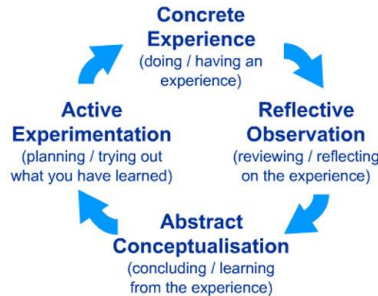 Concrete
Experience
(doing / having an
experience)
Active
Experimentation
(planning / trying out
what you have learned)
Reflective
Observation
(reviewing / reflecting
on the experience)
Abstract
Conceptualisation
(concluding / learning
from the experience)